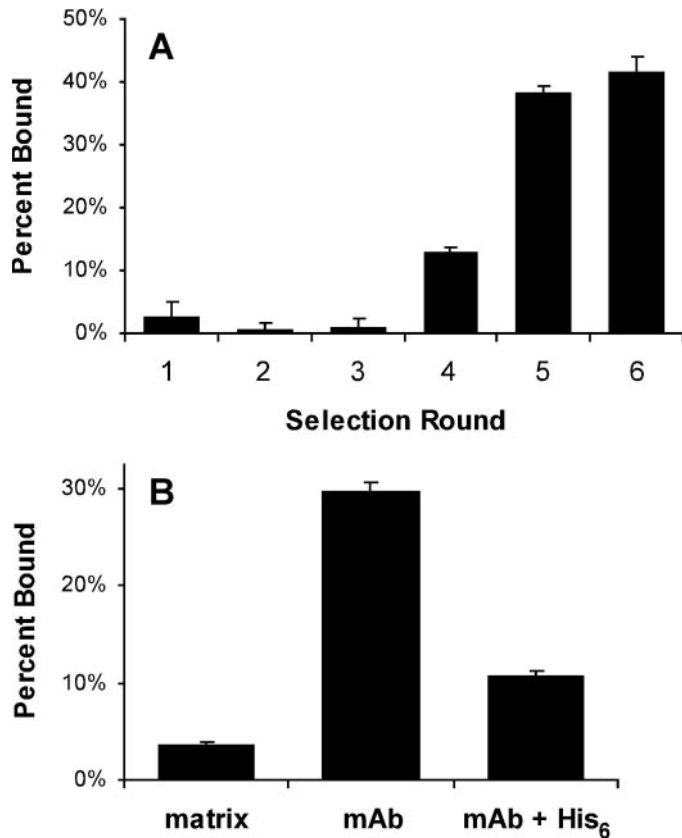 A
Percent Bound
50%
40%
30%
20%
10%
0%
1 2 3 4 5 6
Selection Round
B
Percent Bound
30%
20%
10%
0%
matrix mAb mAb + His₆